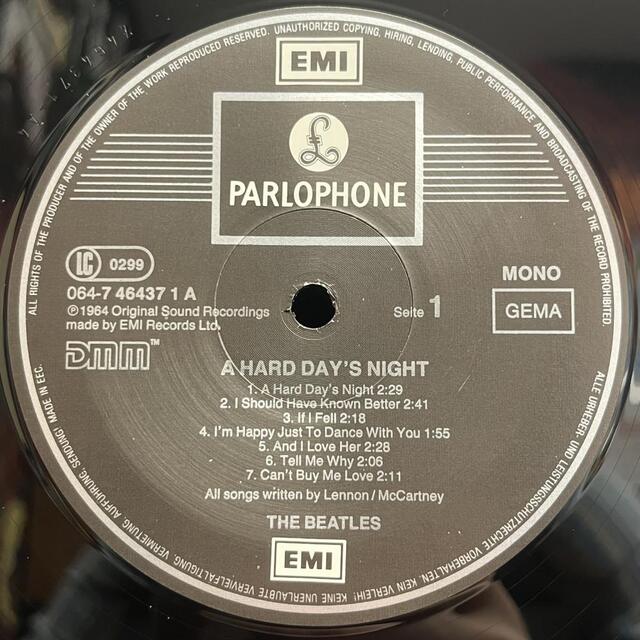 ALL RIGHTS OF THE PRODUCER AND OF THE OWNER OF THE WORK REPRODUCED RESERVED. UNAUTHORIZED COPYING, HIRING, LENDING, PUBLIC PERFORMANCE AND BROADCASTING OF THE RECORD PROHIBITED.
EMI
£
PARLOPHONE
LC 0299
064-7 46437 1 A
℗ 1964 Original Sound Recordings
made by EMI Records Ltd.
DMM™
Seite 1
MONO
GEMA
A HARD DAY'S NIGHT
1. A Hard Day's Night 2:29
2. I Should Have Known Better 2:41
3. If I Fell 2:18
4. I'm Happy Just To Dance With You 1:55
5. And I Love Her 2:28
6. Tell Me Why 2:06
7. Can't Buy Me Love 2:11
All songs written by Lennon/McCartney
THE BEATLES
EMI
ALLE URHEBER- UND LEISTUNGSSCHUTZRECHTE VORBEHALTEN. KEIN VERLEIH! KEINE UNERLAUBTE VERVIELFÄLTIGUNG, VERMIETUNG, AUFFÜHRUNG, SENDUNG! MADE IN EEC.